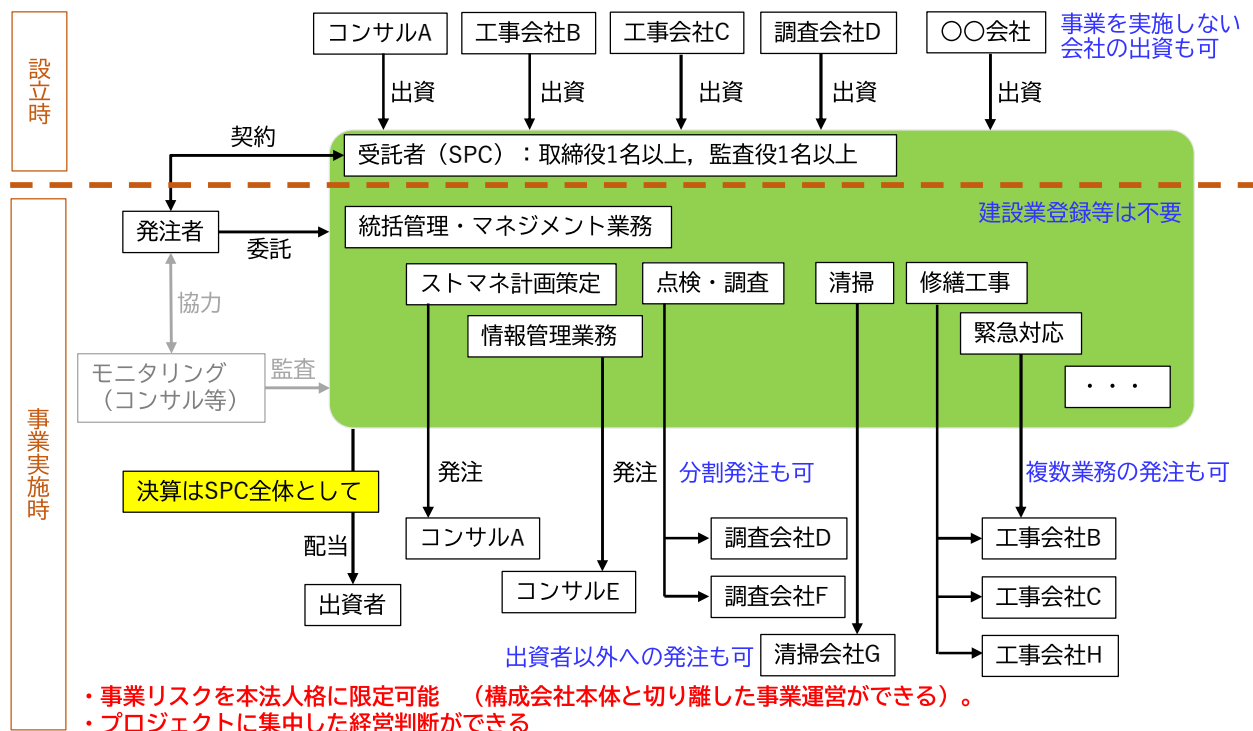 コンサルA
工事会社B
工事会社C
調査会社D
〇〇会社
事業を実施しない
会社の出資も可
設立時
出資
出資
出資
出資
出資
契約
受託者（SPC）：取締役1名以上，監査役1名以上
発注者
委託
統括管理・マネジメント業務
建設業登録等は不要
ストマネ計画策定
点検・調査
清掃
修繕工事
協力
情報管理業務
緊急対応
モニタリング
（コンサル等）
監査
・・・
事業実施時
発注
発注
分割発注も可
複数業務の発注も可
決算はSPC全体として
配当
コンサルA
調査会社D
工事会社B
出資者
コンサルE
調査会社F
工事会社C
出資者以外への発注も可
清掃会社G
工事会社H
・事業リスクを本法人格に限定可能　（構成会社本体と切り離した事業運営ができる）。
・プロジェクトに集中した経営判断ができる